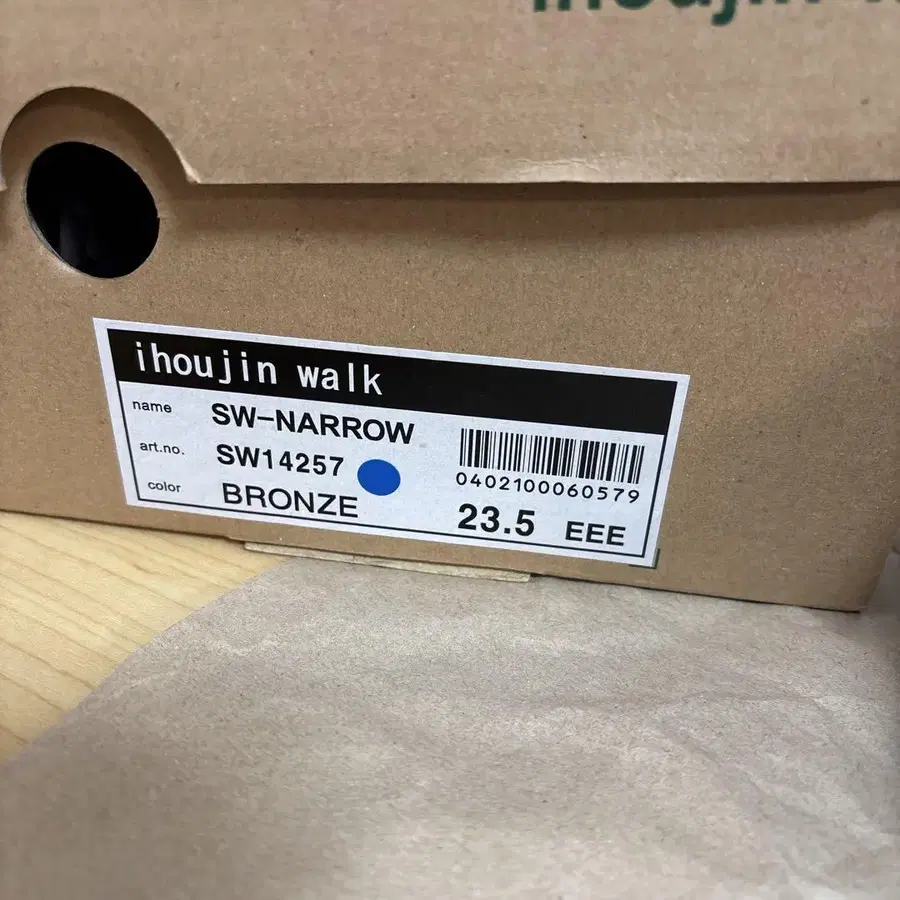 ihoujin walk
name SW-NARROW
art.no. SW14257
color BRONZE
0402100060579
23.5 EEE